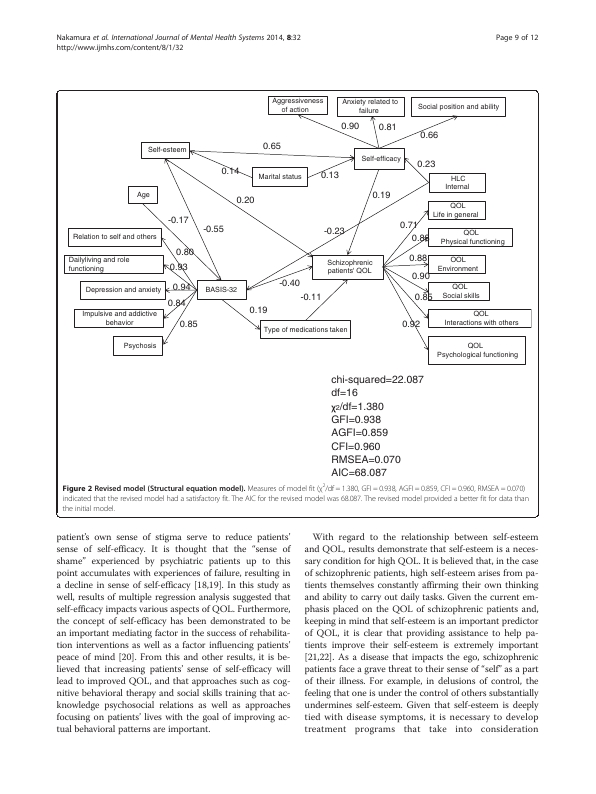 Nakamura et al. International Journal of Mental Health Systems 2014, 8:32
Page 9 of 12
http://www.ijmhs.com/content/8/1/32
Aggressiveness
of action
Anxiety related to
failure
Social position and ability
0.90
0.81
0.66
Self-esteem
0.65
Self-efficacy
0.23
0.14
Marital status
0.13
HLC
Internal
Age
0.20
0.19
QOL
Life in general
-0.17
-0.55
-0.23
0.71
Relation to self and others
QOL
Physical functioning
0.80
0.88
Dailyliving and role
functioning
0.93
Schizophrenic
patients' QOL
QOL
Environment
0.90
Depression and anxiety
0.94
BASIS-32
-0.40
QOL
Social skills
0.84
-0.11
0.85
Impulsive and addictive
behavior
0.19
QOL
Interactions with others
0.85
Type of medications taken
0.92
Psychosis
QOL
Psychological functioning
chi-squared=22.087
df=16
χ2/df=1.380
GFI=0.938
AGFI=0.859
CFI=0.960
RMSEA=0.070
AIC=68.087
Figure 2 Revised model (Structural equation model). Measures of model fit (χ2/df = 1.380, GFI = 0.938, AGFI = 0.859, CFI = 0.960, RMSEA = 0.070)
indicated that the revised model had a satisfactory fit. The AIC for the revised model was 68.087. The revised model provided a better fit for data than
the initial model.
patient's own sense of stigma serve to reduce patients'
sense of self-efficacy. It is thought that the "sense of
shame" experienced by psychiatric patients up to this
point accumulates with experiences of failure, resulting in
a decline in sense of self-efficacy [18,19]. In this study as
well, results of multiple regression analysis suggested that
self-efficacy impacts various aspects of QOL. Furthermore,
the concept of self-efficacy has been demonstrated to be
an important mediating factor in the success of rehabilita-
tion interventions as well as a factor influencing patients'
peace of mind [20]. From this and other results, it is be-
lieved that increasing patients' sense of self-efficacy will
lead to improved QOL, and that approaches such as cog-
nitive behavioral therapy and social skills training that ac-
knowledge psychosocial relations as well as approaches
focusing on patients' lives with the goal of improving ac-
tual behavioral patterns are important.
With regard to the relationship between self-esteem
and QOL, results demonstrate that self-esteem is a neces-
sary condition for high QOL. It is believed that, in the case
of schizophrenic patients, high self-esteem arises from pa-
tients themselves constantly affirming their own thinking
and ability to carry out daily tasks. Given the current em-
phasis placed on the QOL of schizophrenic patients and,
keeping in mind that self-esteem is an important predictor
of QOL, it is clear that providing assistance to help pa-
tients improve their self-esteem is extremely important
[21,22]. As a disease that impacts the ego, schizophrenic
patients face a grave threat to their sense of "self" as a part
of their illness. For example, in delusions of control, the
feeling that one is under the control of others substantially
undermines self-esteem. Given that self-esteem is deeply
tied with disease symptoms, it is necessary to develop
treatment programs that take into consideration